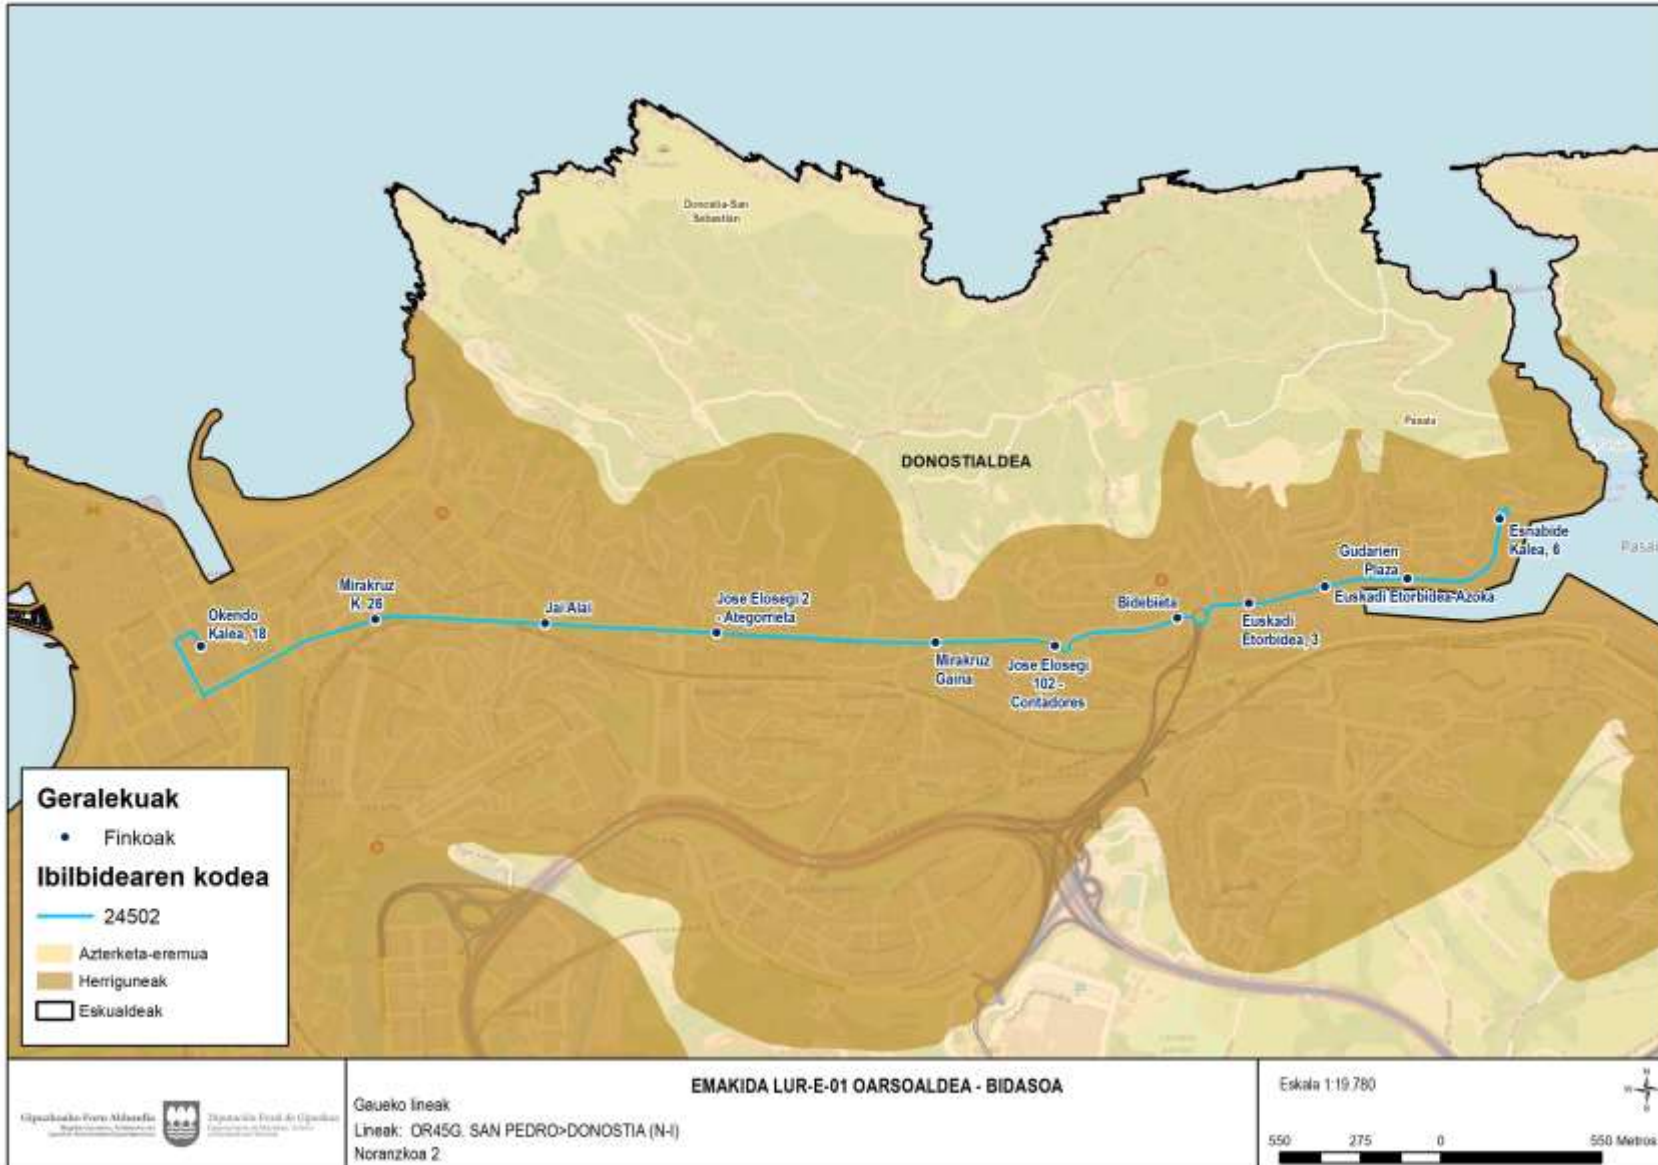 Donostia-San
Sebastián
DONOSTIALDEA
Pasaia
Esnabide
Kalea, 6
Gudarien
Plaza
Euskadi Etorbidea-Azoka
Euskadi
Etorbidea, 3
Bidebieta
Jose Elosegi
102 -
Contadores
Mirakruz
Gaina
Jose Elosegi 2
- Ategorrieta
Jai Alai
Mirakruz
K. 26
Okendo
Kalea, 18
Geralekuak
Finkoak
Ibilbidearen kodea
24502
Azterketa-eremua
Herriguneak
Eskualdeak
Gipuzkoako Foru Aldundia
Diputación Foral de Gipuzkoa
EMAKIDA LUR-E-01 OARSOALDEA - BIDASOA
Gaueko lineak
Lineak: OR45G. SAN PEDRO>DONOSTIA (N-I)
Noranzkoa 2
Eskala 1:19.780
550 275 0 550 Metros